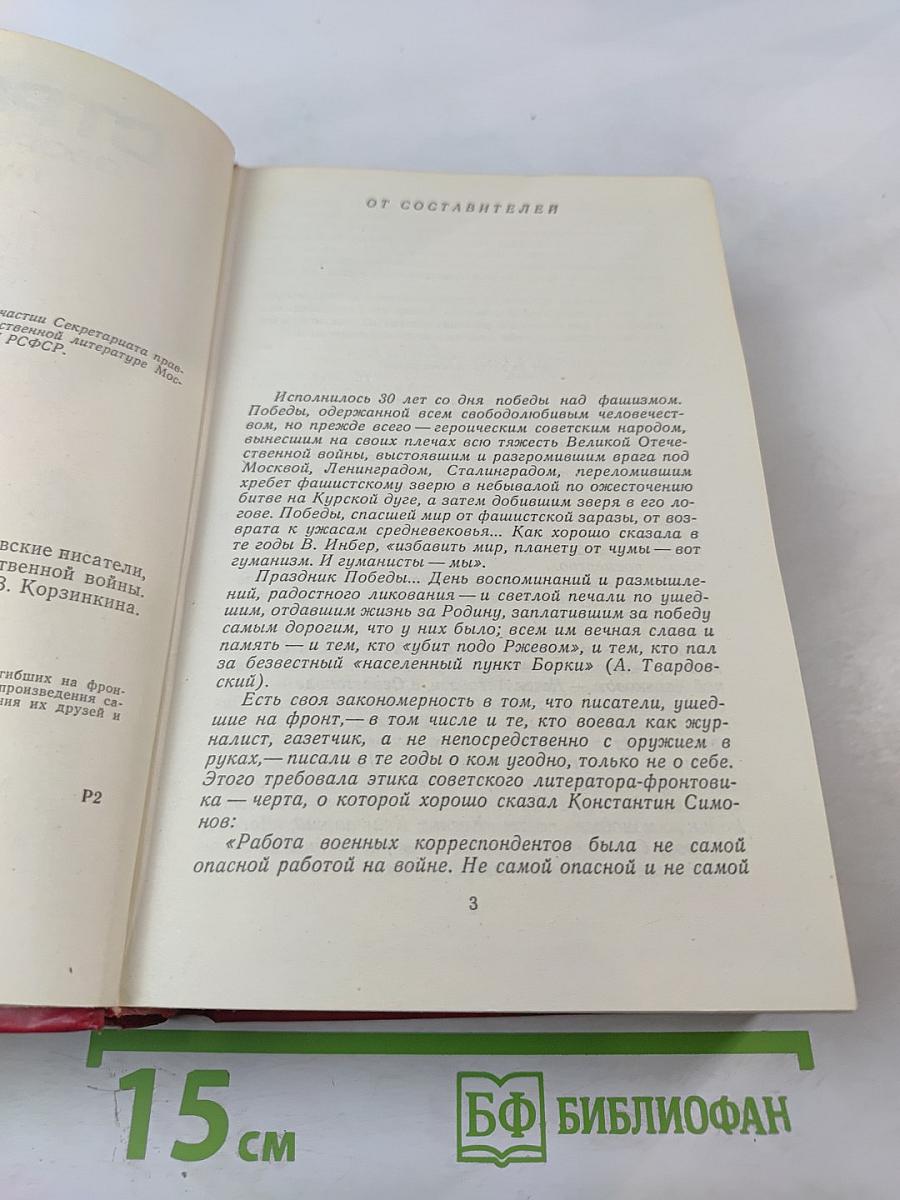 частии Секретариата прав-
ственной литературе Мос-
РСФСР.
вские писатели,
твенной войны.
В. Корзинкина.
гибших на фрон-
произведения са-
ния их друзей и
Р2
ОТ СОСТАВИТЕЛЕЙ
Исполнилось 30 лет со дня победы над фашизмом.
Победы, одержанной всем свободолюбивым человечест-
вом, но прежде всего — героическим советским народом,
вынесшим на своих плечах всю тяжесть Великой Отече-
ственной войны, выстоявшим и разгромившим врага под
Москвой, Ленинградом, Сталинградом, переломившим
хребет фашистскому зверю в небывалой по ожесточению
битве на Курской дуге, а затем добившим зверя в его ло-
гове. Победы, спасшей мир от фашистской заразы, от воз-
врата к ужасам средневековья... Как хорошо сказала в
те годы В. Инбер, «избавить мир, планету от чумы — вот
гуманизм. И гуманисты — мы».
Праздник Победы... День воспоминаний и размышле-
ний, радостного ликования — и светлой печали по ушед-
шим, отдавшим жизнь за Родину, заплатившим за победу
самым дорогим, что у них было; всем им вечная слава и
память — и тем, кто «убит подо Ржевом», и тем, кто пал
за безвестный «населенный пункт Борки» (А. Твардов-
ский).
Есть своя закономерность в том, что писатели, ушед-
шие на фронт,— в том числе и те, кто воевал как жур-
налист, газетчик, а не непосредственно с оружием в
руках,— писали в те годы о ком угодно, только не о себе.
Этого требовала этика советского литератора-фронтови-
ка — черта, о которой хорошо сказал Константин Симо-
нов:
«Работа военных корреспондентов была не самой
опасной работой на войне. Не самой опасной и не самой
3
15 см
БФ БИБЛИОФАН